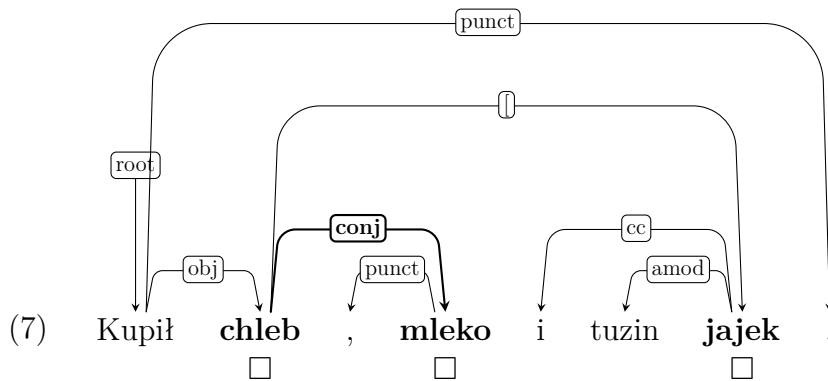 punct
[
root
conj
cc
obj
punct
amod
(7) Kupił chleb , mleko i tuzin jajek .
□ □ □